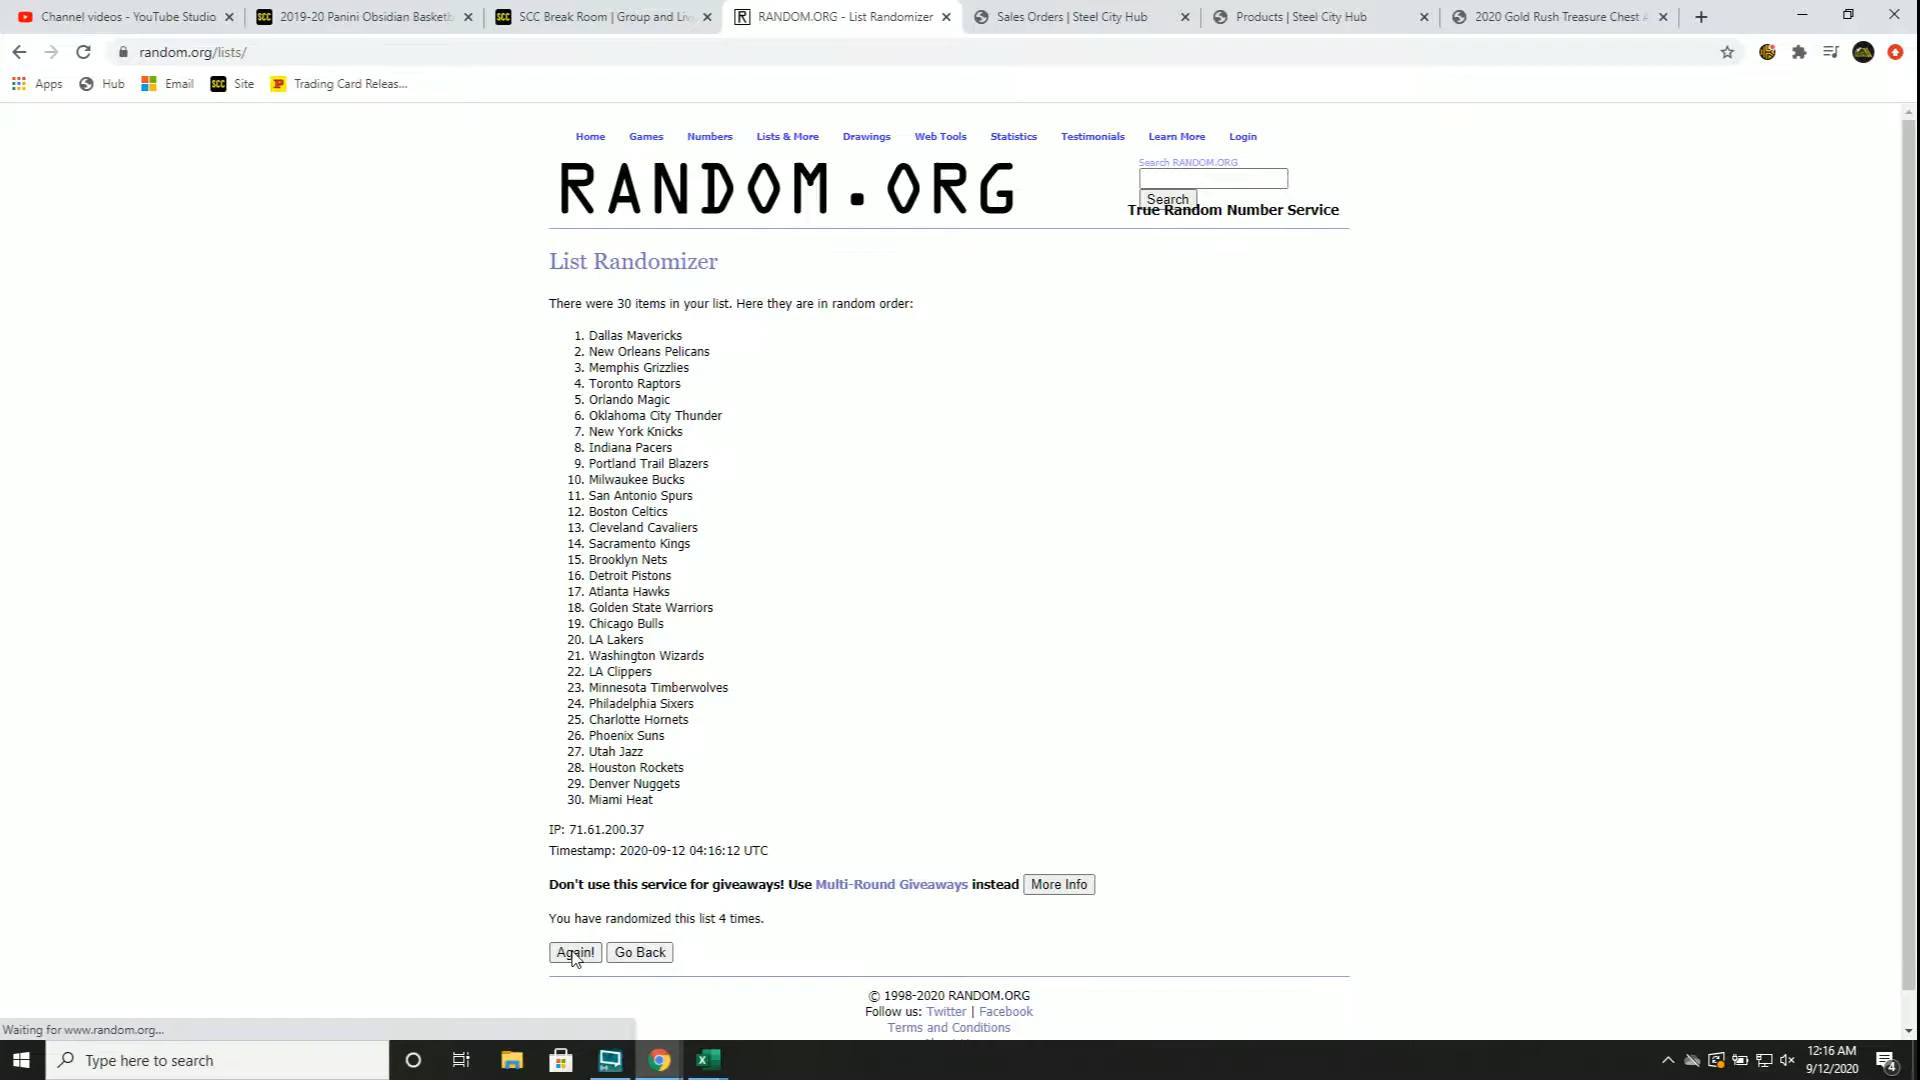 Channel videos - YouTube Studio
2019-20 Panini Obsidian Basketb
SCC Break Room | Group and Liv
RANDOM.ORG - List Randomizer
Sales Orders | Steel City Hub
Products | Steel City Hub
2020 Gold Rush Treasure Chest
random.org/lists/
Apps Hub Email SCC Site Trading Card Releas...
Home Games Numbers Lists & More Drawings Web Tools Statistics Testimonials Learn More Login
RANDOM.ORG
Search RANDOM.ORG
Search
True Random Number Service
List Randomizer
There were 30 items in your list. Here they are in random order:
1. Dallas Mavericks
2. New Orleans Pelicans
3. Memphis Grizzlies
4. Toronto Raptors
5. Orlando Magic
6. Oklahoma City Thunder
7. New York Knicks
8. Indiana Pacers
9. Portland Trail Blazers
10. Milwaukee Bucks
11. San Antonio Spurs
12. Boston Celtics
13. Cleveland Cavaliers
14. Sacramento Kings
15. Brooklyn Nets
16. Detroit Pistons
17. Atlanta Hawks
18. Golden State Warriors
19. Chicago Bulls
20. LA Lakers
21. Washington Wizards
22. LA Clippers
23. Minnesota Timberwolves
24. Philadelphia Sixers
25. Charlotte Hornets
26. Phoenix Suns
27. Utah Jazz
28. Houston Rockets
29. Denver Nuggets
30. Miami Heat
IP: 71.61.200.37
Timestamp: 2020-09-12 04:16:12 UTC
Don't use this service for giveaways! Use Multi-Round Giveaways instead More Info
You have randomized this list 4 times.
Again! Go Back
© 1998-2020 RANDOM.ORG
Follow us: Twitter | Facebook
Terms and Conditions
Waiting for www.random.org...
Type here to search
12:16 AM
9/12/2020
4